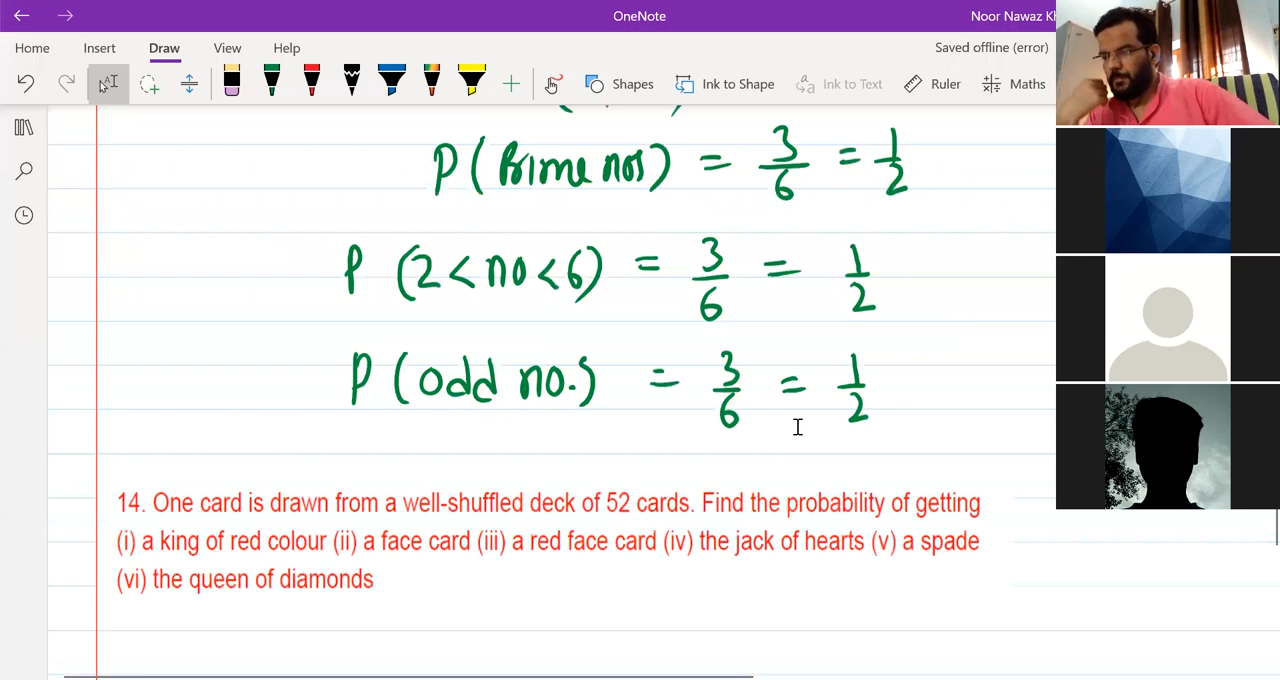 OneNote
Noor Nawaz Kh
Home Insert Draw View Help
Saved offline (error)
Shapes Ink to Shape Ink to Text Ruler Maths
P (Prime nos) = 3/6 = 1/2
P (2 < no < 6) = 3/6 = 1/2
P (odd no.s) = 3/6 = 1/2
14. One card is drawn from a well-shuffled deck of 52 cards. Find the probability of getting
(i) a king of red colour (ii) a face card (iii) a red face card (iv) the jack of hearts (v) a spade
(vi) the queen of diamonds